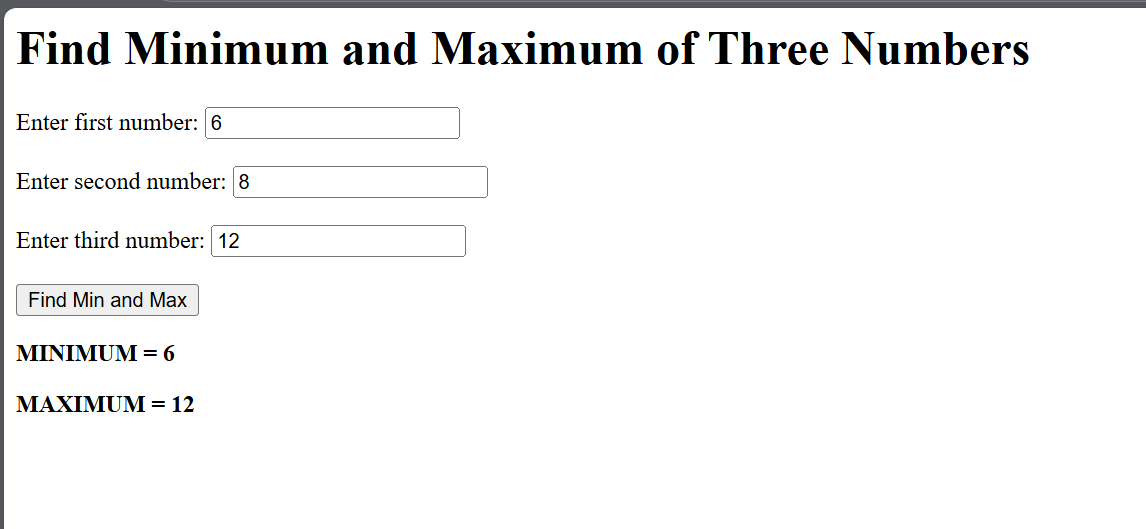 Find Minimum and Maximum of Three Numbers
Enter first number: 6
Enter second number: 8
Enter third number: 12
Find Min and Max
MINIMUM = 6
MAXIMUM = 12